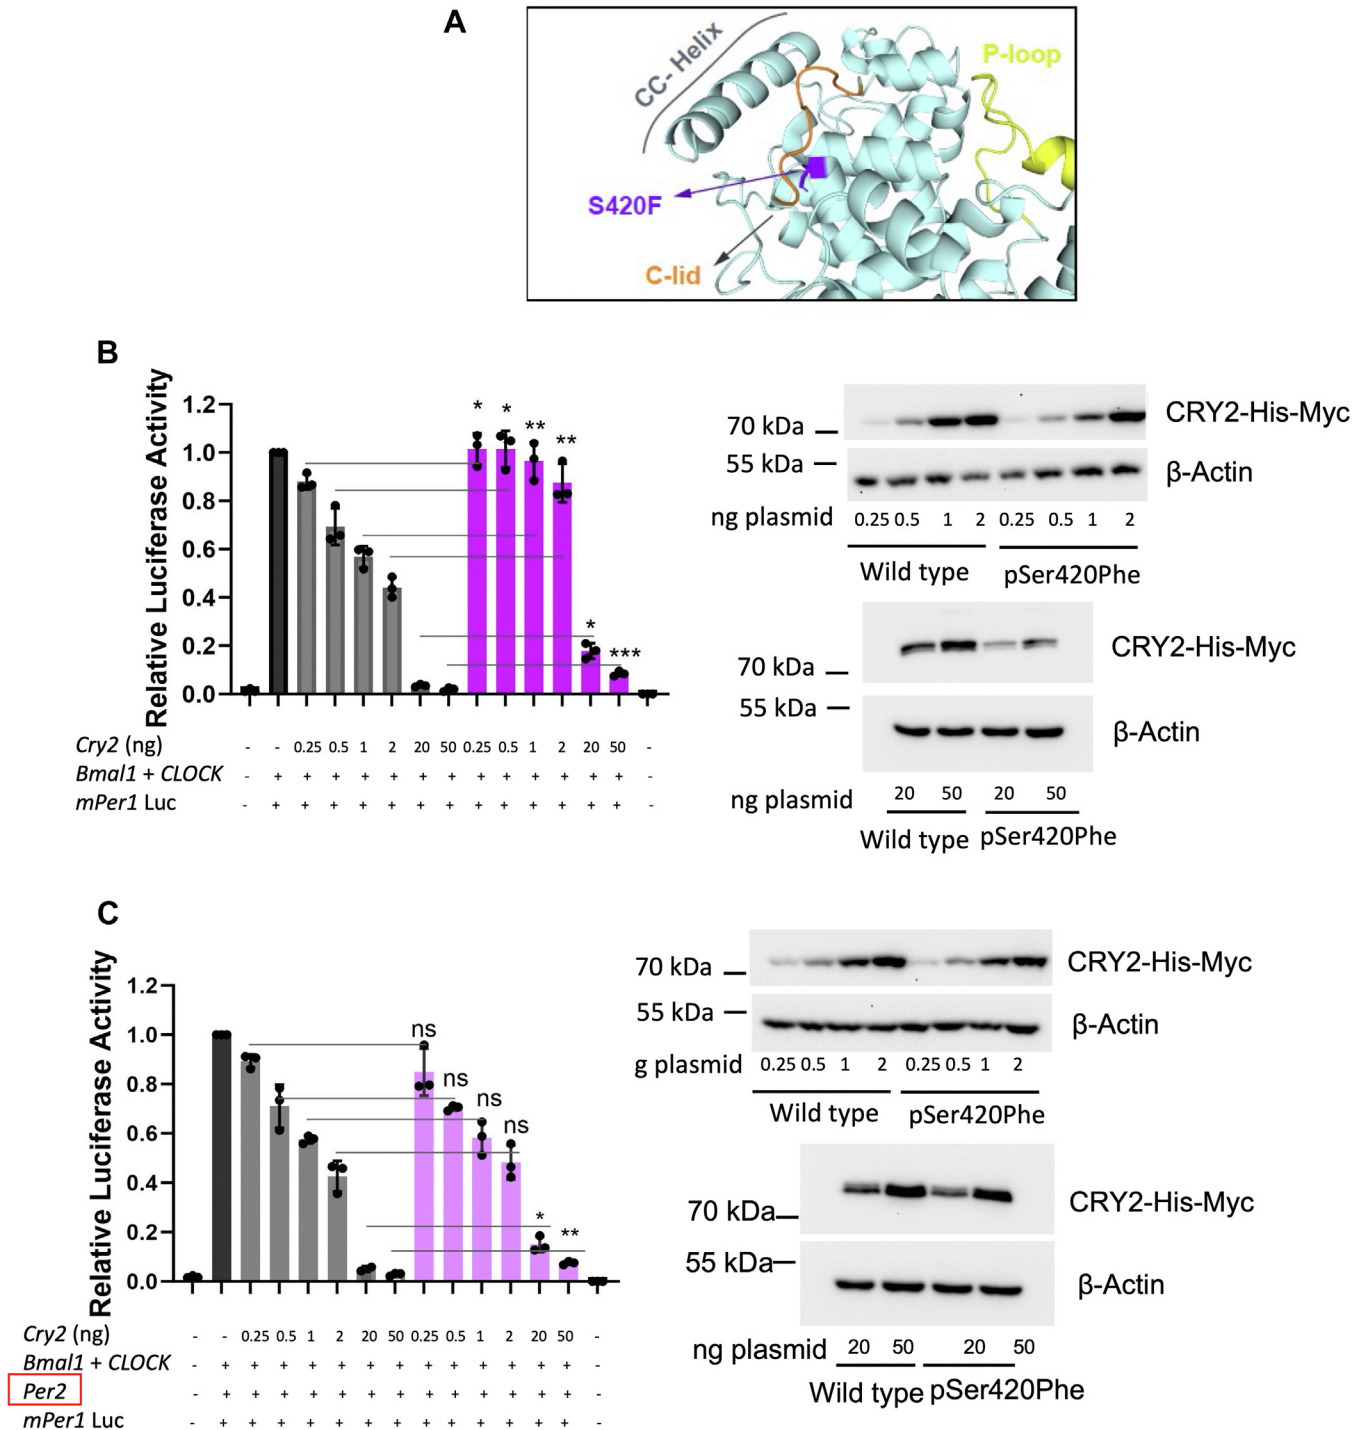 A
CC- Helix
P-loop
S420F
C-lid
B
Relative Luciferase Activity
1.2
1.0
0.8
0.6
0.4
0.2
0.0
* * ** ** * ***
Cry2 (ng) - - 0.25 0.5 1 2 20 50 0.25 0.5 1 2 20 50 -
Bmal1 + CLOCK - + + + + + + + + + + + + + -
mPer1 Luc - + + + + + + + + + + + + + -
70 kDa CRY2-His-Myc
55 kDa β-Actin
ng plasmid 0.25 0.5 1 2 0.25 0.5 1 2
Wild type pSer420Phe
CRY2-His-Myc
70 kDa
55 kDa
β-Actin
ng plasmid 20 50 20 50
Wild type pSer420Phe
C
Relative Luciferase Activity
1.2
1.0
0.8
0.6
0.4
0.2
0.0
ns ns ns ns * **
Cry2 (ng) - - 0.25 0.5 1 2 20 50 0.25 0.5 1 2 20 50 -
Bmal1 + CLOCK - + + + + + + + + + + + + + -
Per2 - + + + + + + + + + + + + + -
mPer1 Luc - + + + + + + + + + + + + + -
70 kDa CRY2-His-Myc
55 kDa β-Actin
g plasmid 0.25 0.5 1 2 0.25 0.5 1 2
Wild type pSer420Phe
70 kDa CRY2-His-Myc
55 kDa β-Actin
ng plasmid 20 50 20 50
Wild type pSer420Phe